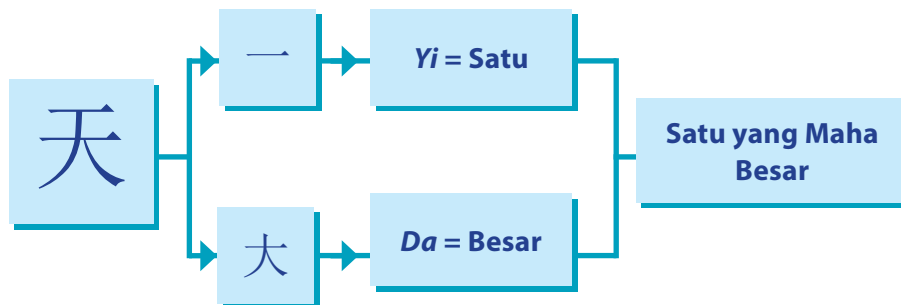 天
一
Yi = Satu
大
Da = Besar
Satu yang Maha
Besar